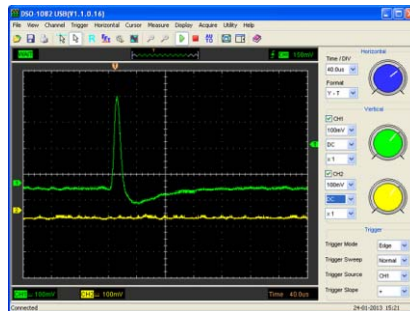 DSO-1082 USB(V1.1.0.16)
File View Channel Trigger Horizontal Cursor Measure Display Acquire Utility Help
CH1 150mV
Horizontal
Time / DIV
40.0us
Format
Y - T
Vertical
CH1
100mV
DC
x 1
CH2
100mV
DC
x 1
Trigger
Trigger Mode Edge
Trigger Sweep Normal
Trigger Source CH1
Trigger Slope +
CH1 100mV CH2 100mV Time 40.0us
Connected 24-01-2013 15:21